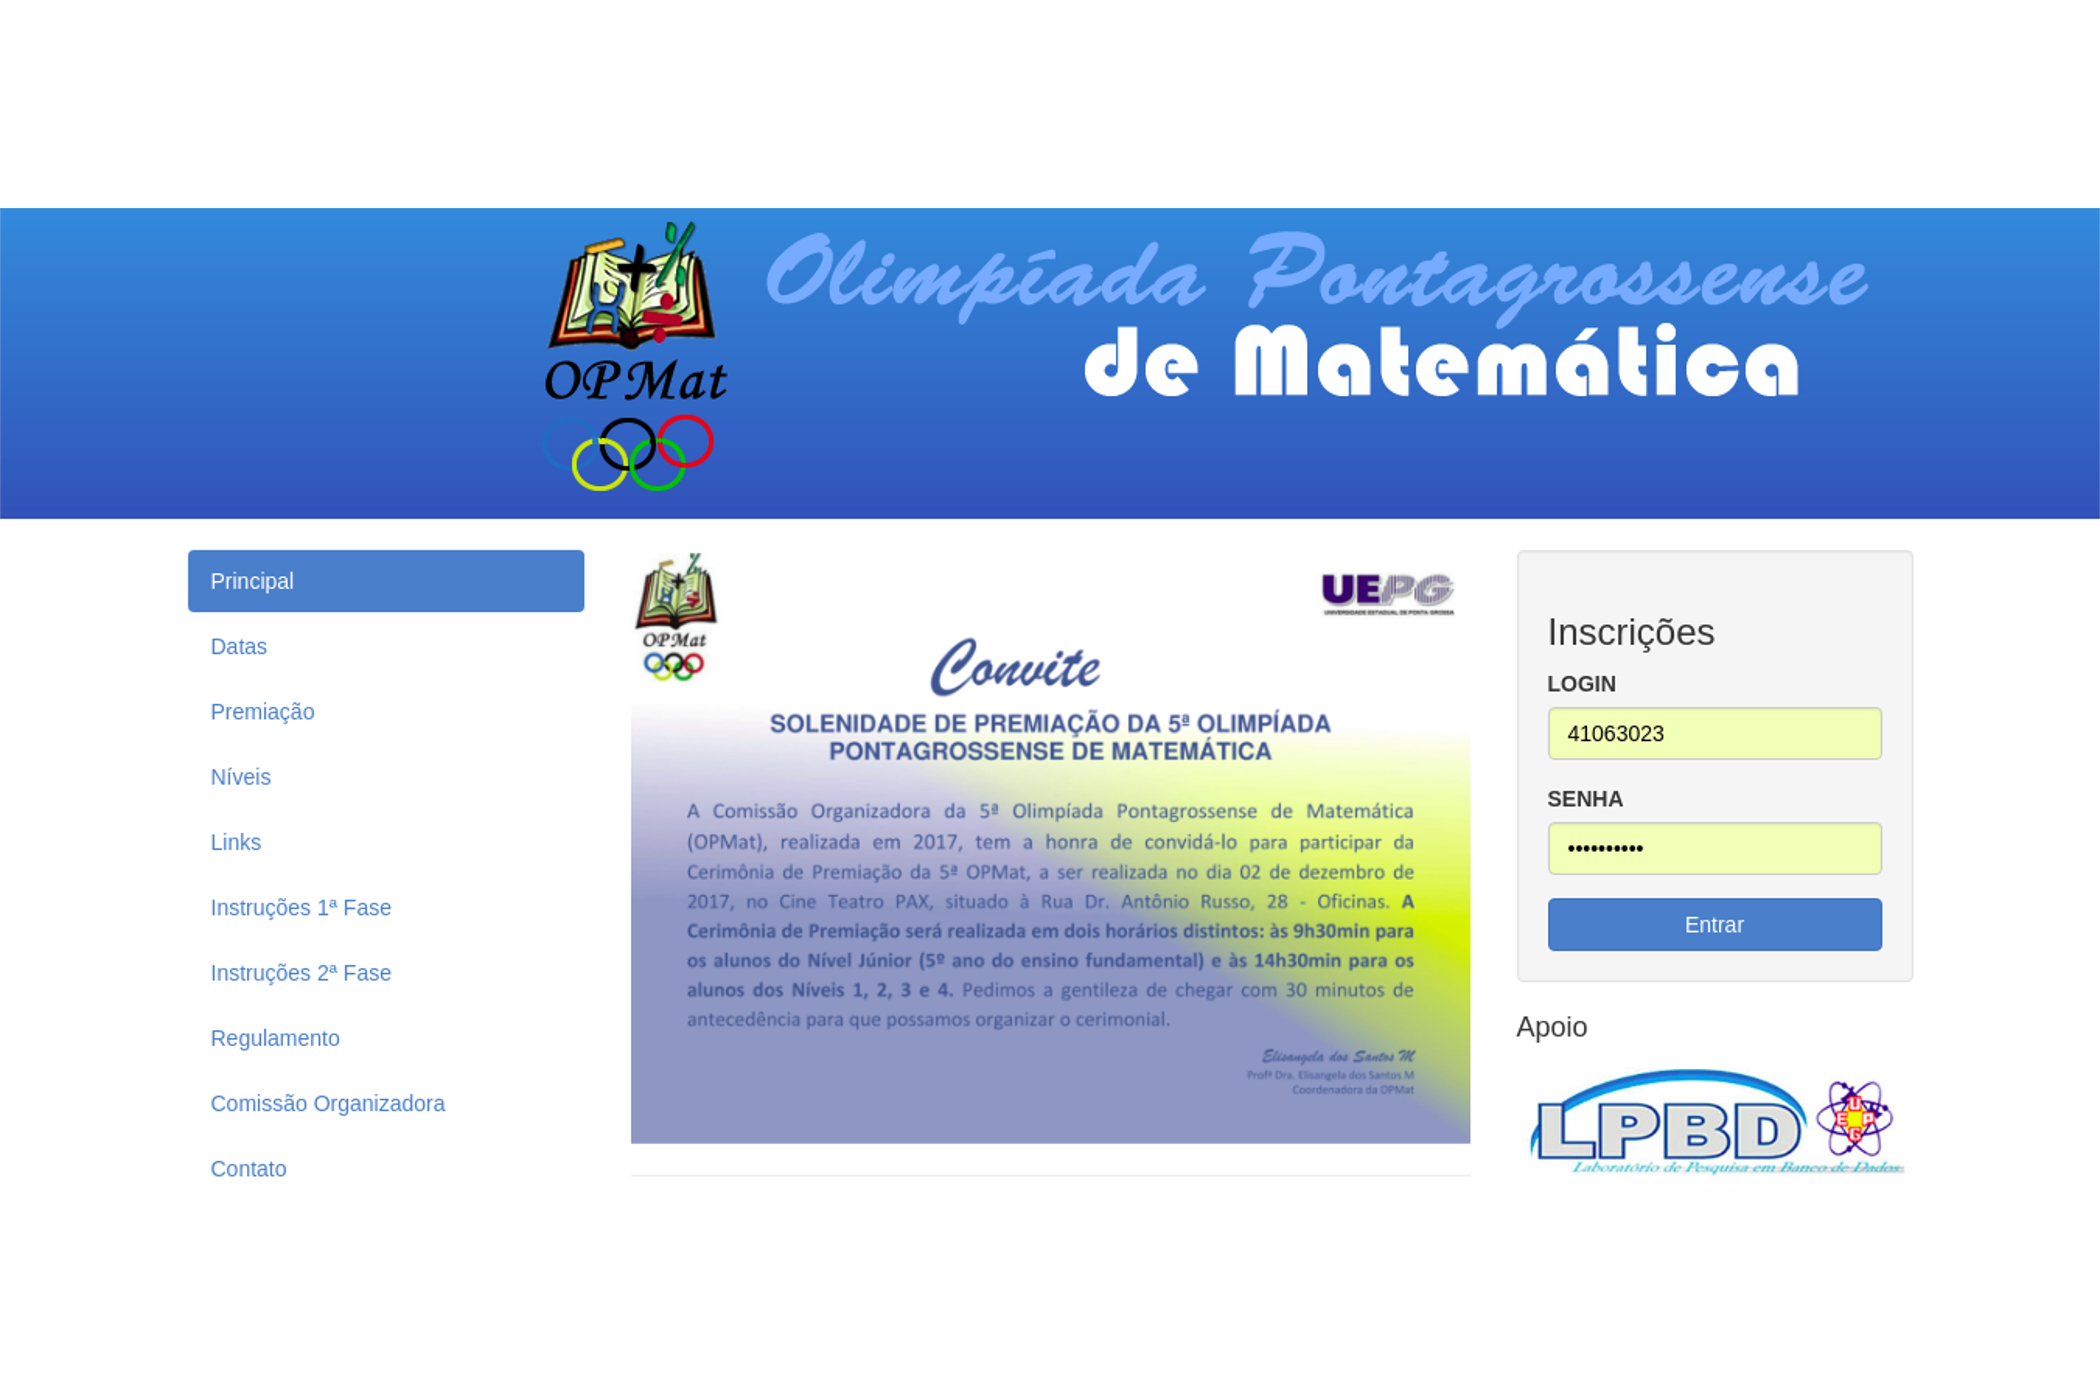 OPMat
Olimpíada Pontagrossense
de Matemática
Principal
Datas
Premiação
Níveis
Links
Instruções 1ª Fase
Instruções 2ª Fase
Regulamento
Comissão Organizadora
Contato
OPMat
UEPG
UNIVERSIDADE ESTADUAL DE PONTA GROSSA
Convite
SOLENIDADE DE PREMIAÇÃO DA 5ª OLIMPÍADA
PONTAGROSSENSE DE MATEMÁTICA
A Comissão Organizadora da 5ª Olimpíada Pontagrossense de Matemática
(OPMat), realizada em 2017, tem a honra de convidá-lo para participar da
Cerimônia de Premiação da 5ª OPMat, a ser realizada no dia 02 de dezembro de
2017, no Cine Teatro PAX, situado à Rua Dr. Antônio Russo, 28 - Oficinas. A
Cerimônia de Premiação será realizada em dois horários distintos: às 9h30min para
os alunos do Nível Júnior (5º ano do ensino fundamental) e às 14h30min para os
alunos dos Níveis 1, 2, 3 e 4. Pedimos a gentileza de chegar com 30 minutos de
antecedência para que possamos organizar o cerimonial.
Elisangela dos Santos M
Profª Dra. Elisangela dos Santos M
Coordenadora da OPMat
Inscrições
LOGIN
41063023
SENHA
••••••••••
Entrar
Apoio
LPBD
UEPG
Laboratório de Pesquisa em Banco de Dados